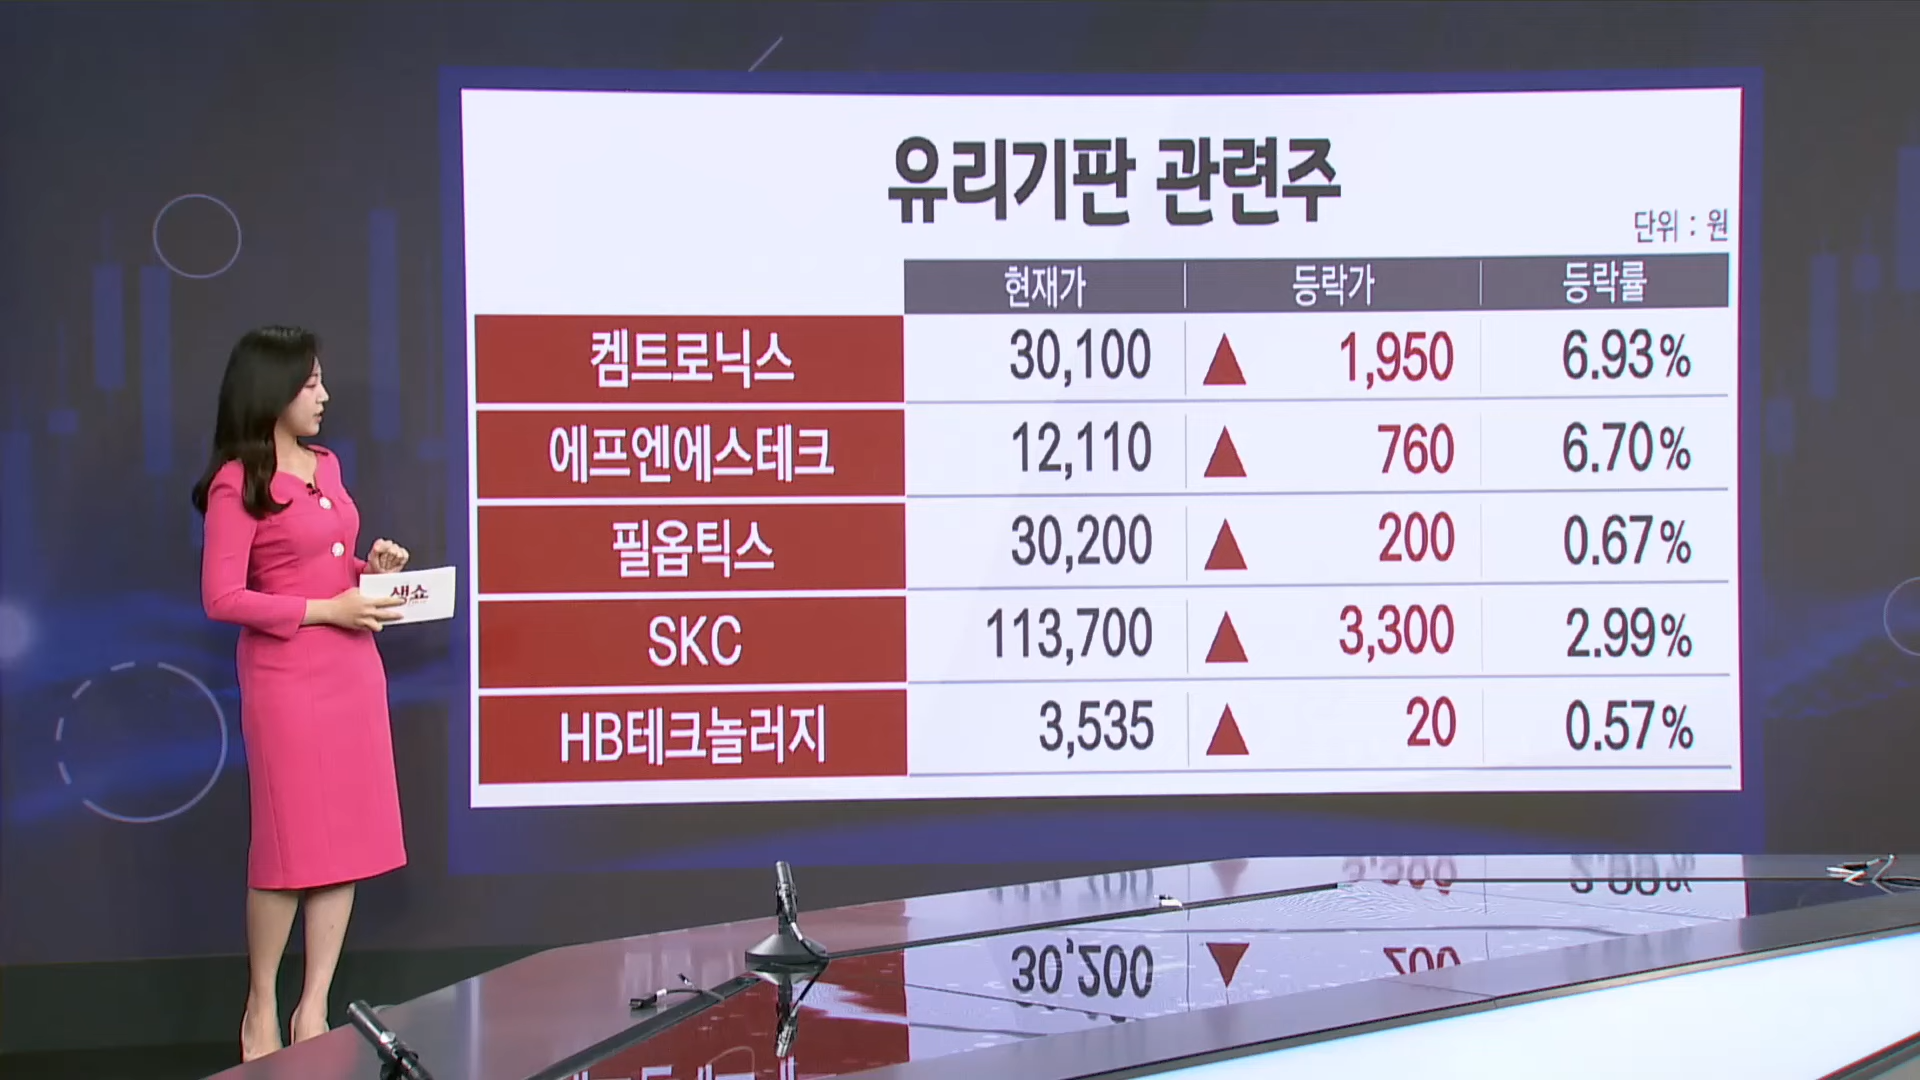 유리기판 관련주
단위 : 원
현재가 등락가 등락률
켐트로닉스 30,100 ▲ 1,950 6.93%
에프엔에스테크 12,110 ▲ 760 6.70%
필옵틱스 30,200 ▲ 200 0.67%
SKC 113,700 ▲ 3,300 2.99%
HB테크놀러지 3,535 ▲ 20 0.57%
생쇼